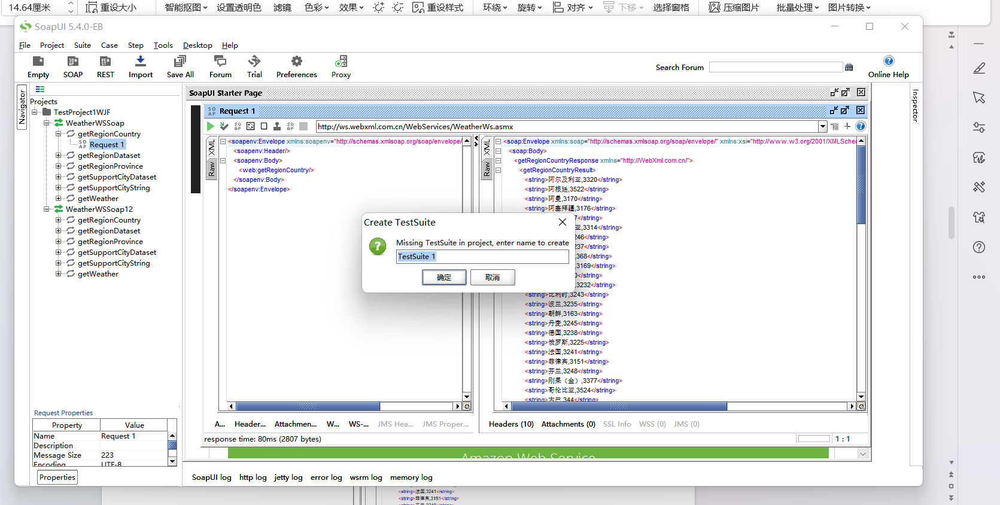 14.64厘米 重设大小 智能抠图 设置透明色 滤镜 色彩 效果 重设样式 环绕 旋转 对齐 下移 选择窗格 压缩图片 批量处理 图片转换
SoapUI 5.4.0-EB
File Project Suite Case Step Tools Desktop Help
Empty SOAP REST Import Save All Forum Trial Preferences Proxy
Search Forum
Online Help
Navigator
Projects
TestProject1WJF
WeatherWSSoap
getRegionCountry
Request 1
getRegionDataset
getRegionProvince
getSupportCityDataset
getSupportCityString
getWeather
WeatherWSSoap12
getRegionCountry
getRegionDataset
getRegionProvince
getSupportCityDataset
getSupportCityString
getWeather
Request Properties
Property Value
Name Request 1
Description
Message Size 223
Encoding UTF-8
Properties
SoapUI Starter Page
SOAP Request 1
http://ws.webxml.com.cn/WebServices/WeatherWs.asmx
XML
Raw
<soapenv:Envelope xmlns:soapenv="http://schemas.xmlsoap.org/soap/envelope/
<soapenv:Header/>
<soapenv:Body>
<web:getRegionCountry/>
</soapenv:Body>
</soapenv:Envelope>
XML
Raw
<soap:Envelope xmlns:soap="http://schemas.xmlsoap.org/soap/envelope/" xmlns:xsi="http://www.w3.org/2001/XMLSchem
<soap:Body>
<getRegionCountryResponse xmlns="http://WebXml.com.cn/">
<getRegionCountryResult>
<string>阿尔及利亚,3320</string>
<string>阿根廷,3522</string>
<string>阿曼,3170</string>
<string>阿塞拜疆,3176</string>
7</string>
亚,3314</string>
246</string>
237</string>
,368</string>
3169</string>
0</string>
,3232</string>
<string>比利时,3243</string>
<string>波兰,3235</string>
<string>朝鲜,3163</string>
<string>丹麦,3245</string>
<string>德国,3238</string>
<string>俄罗斯,3225</string>
<string>法国,3241</string>
<string>菲律宾,3151</string>
<string>芬兰,3248</string>
<string>刚果（金）,3377</string>
<string>哥伦比亚,3524</string>
<string>古巴,344</string>
Create TestSuite
Missing TestSuite in project, enter name to create
TestSuite 1
确定 取消
A... Header... Attachmen... W... WS-... JMS Hea... JMS Proper...
Headers (10) Attachments (0) SSL Info WSS (0) JMS (0)
response time: 80ms (2807 bytes)
1 : 1
Amazon Web Service
SoapUI log http log jetty log error log wsrm log memory log
Inspector
<string>法国,3241</string>
<string>菲律宾,3151</string>
<string>芬兰,3248</string>